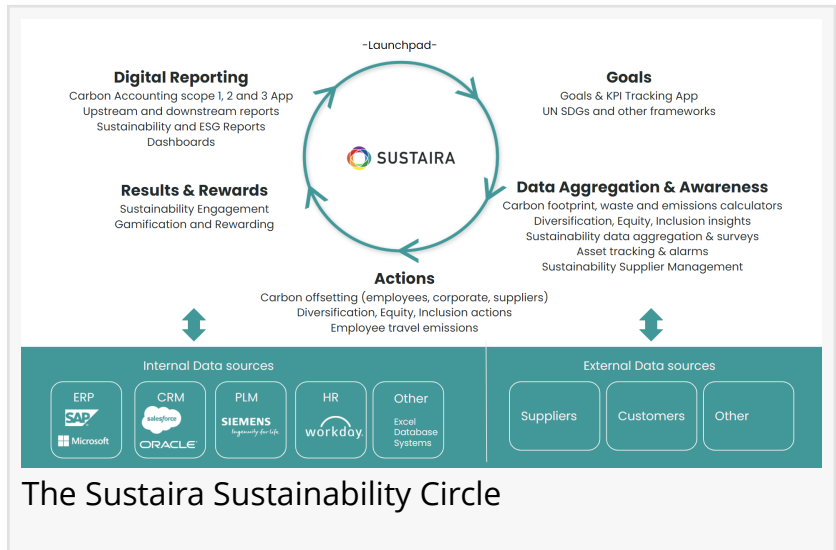 -Launchpad-
Digital Reporting
Carbon Accounting scope 1, 2 and 3 App
Upstream and downstream reports
Sustainability and ESG Reports
Dashboards
Goals
Goals & KPI Tracking App
UN SDGs and other frameworks
SUSTAIRA
Results & Rewards
Sustainability Engagement
Gamification and Rewarding
Data Aggregation & Awareness
Carbon footprint, waste and emissions calculators
Diversification, Equity, Inclusion insights
Sustainability data aggregation & surveys
Asset tracking & alarms
Sustainability Supplier Management
Actions
Carbon offsetting (employees, corporate, suppliers)
Diversification, Equity, Inclusion actions
Employee travel emissions
Internal Data sources
ERP
SAP
Microsoft
CRM
salesforce
ORACLE
PLM
SIEMENS
Ingenuity for life
HR
workday.
Other
Excel
Database
Systems
External Data sources
Suppliers
Customers
Other
The Sustaira Sustainability Circle